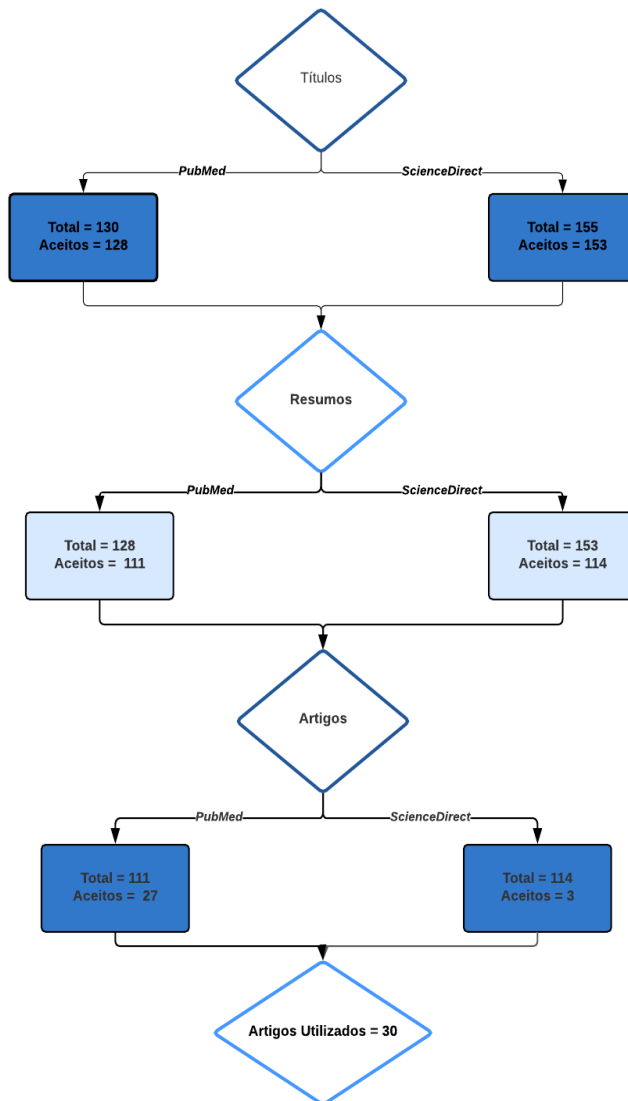 Títulos
PubMed
ScienceDirect
Total = 130
Aceitos = 128
Total = 155
Aceitos = 153
Resumos
PubMed
ScienceDirect
Total = 128
Aceitos =  111
Total = 153
Aceitos = 114
Artigos
PubMed
ScienceDirect
Total = 111
Aceitos =  27
Total = 114
Aceitos = 3
Artigos Utilizados = 30